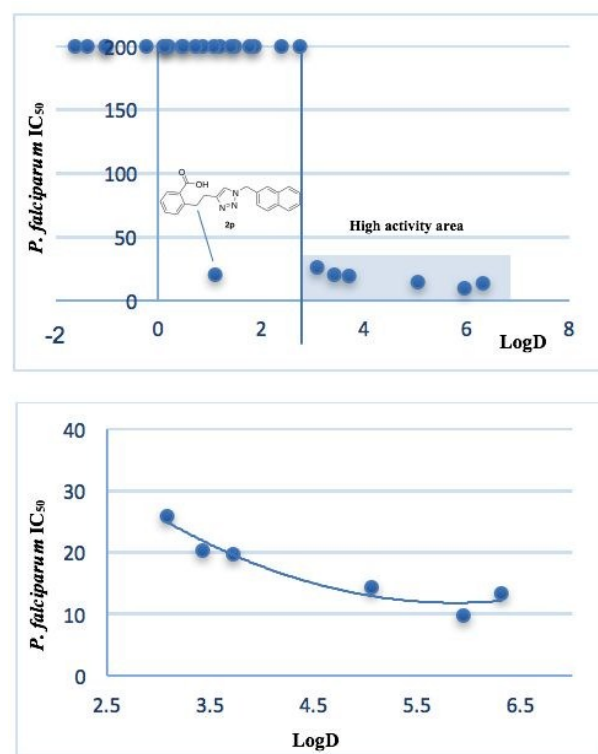 200
150
100
50
0
-2
0
2
4
6
8
P. falciparum IC₅₀
LogD
High activity area
O
OH
N
N=N
2p
40
30
20
10
0
2.5
3.5
4.5
5.5
6.5
P. falciparum IC₅₀
LogD